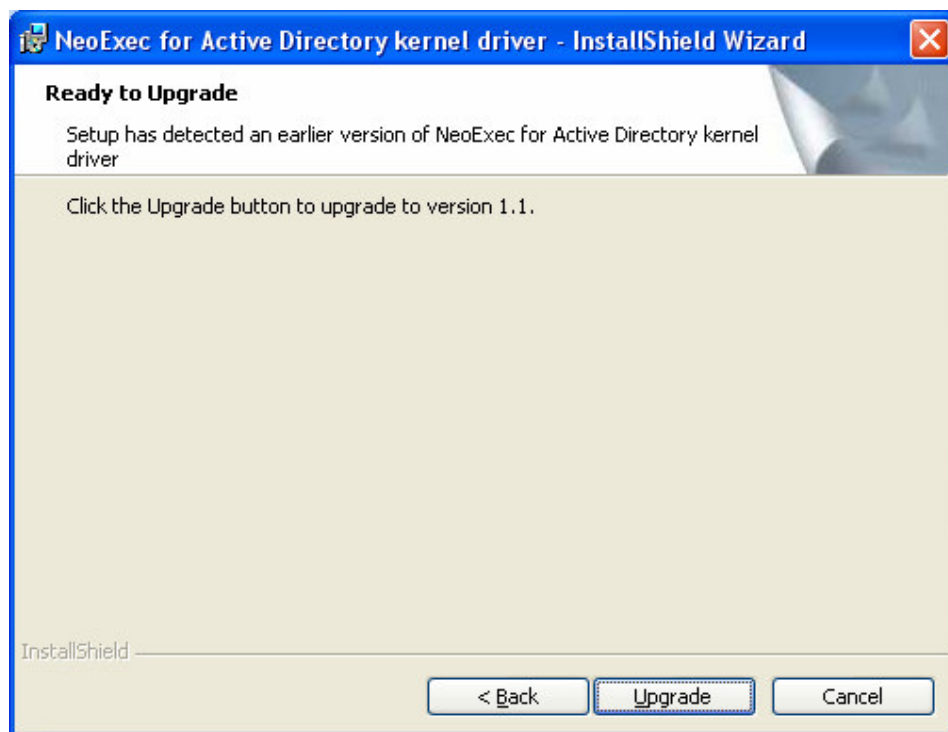 NeoExec for Active Directory kernel driver - InstallShield Wizard
Ready to Upgrade
Setup has detected an earlier version of NeoExec for Active Directory kernel
driver
Click the Upgrade button to upgrade to version 1.1.
InstallShield
< Back
Upgrade
Cancel